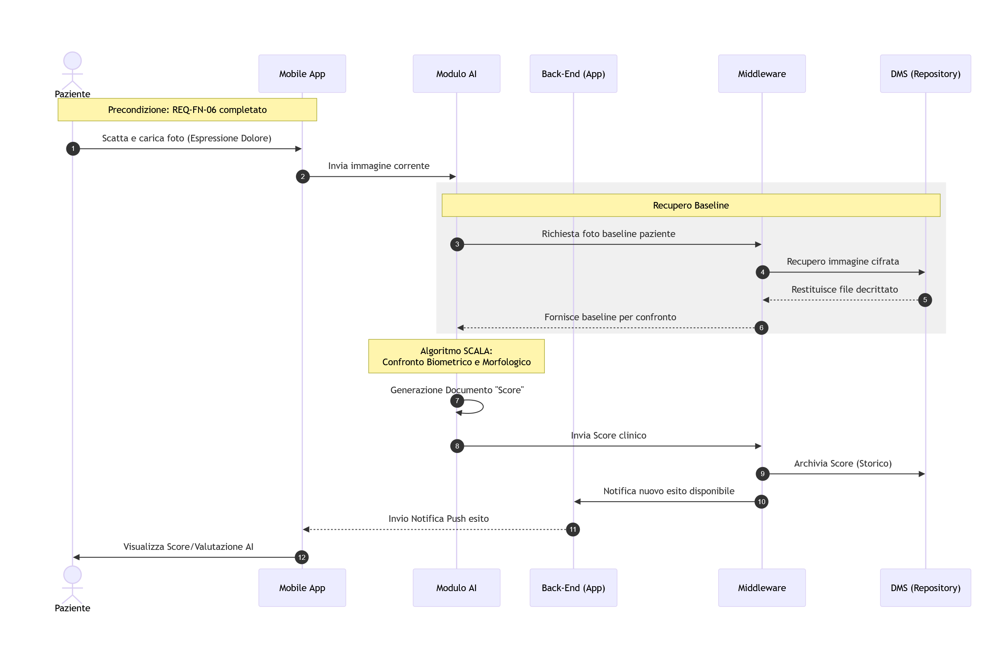 Paziente
Mobile App
Modulo AI
Back-End (App)
Middleware
DMS (Repository)
Precondizione: REQ-FN-06 completato
Scatta e carica foto (Espressione Dolore)
1
Invia immagine corrente
2
Recupero Baseline
Richiesta foto baseline paziente
3
Recupero immagine cifrata
4
Restituisce file decrittato
5
Fornisce baseline per confronto
6
Algoritmo SCALA:
Confronto Biometrico e Morfologico
Generazione Documento "Score"
7
Invia Score clinico
8
Archivia Score (Storico)
9
Notifica nuovo esito disponibile
10
Invio Notifica Push esito
11
Visualizza Score/Valutazione AI
12
Paziente
Mobile App
Modulo AI
Back-End (App)
Middleware
DMS (Repository)